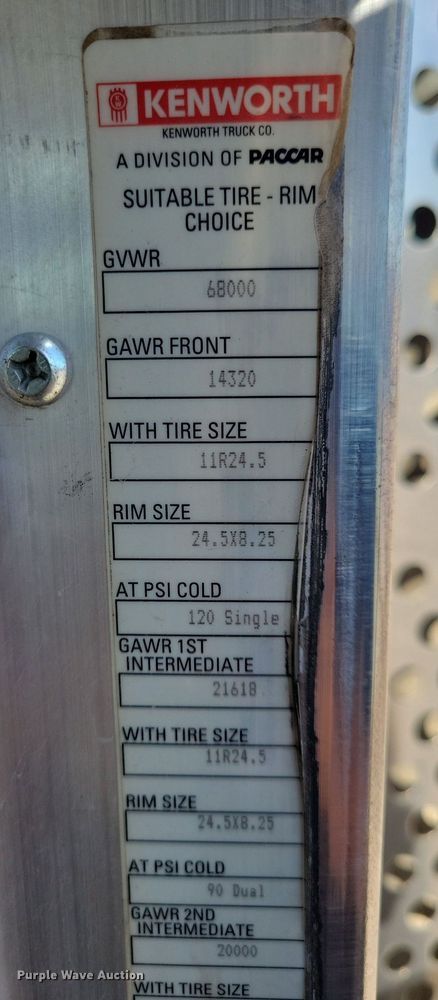 KENWORTH
KENWORTH TRUCK CO.
A DIVISION OF PACCAR
SUITABLE TIRE - RIM
CHOICE
GVWR
68000
GAWR FRONT
14320
WITH TIRE SIZE
11R24.5
RIM SIZE
24.5X8.25
AT PSI COLD
120 Single
GAWR 1ST
INTERMEDIATE
21618
WITH TIRE SIZE
11R24.5
RIM SIZE
24.5X8.25
AT PSI COLD
90 Dual
GAWR 2ND
INTERMEDIATE
20000
WITH TIRE SIZE
Purple Wave Auction